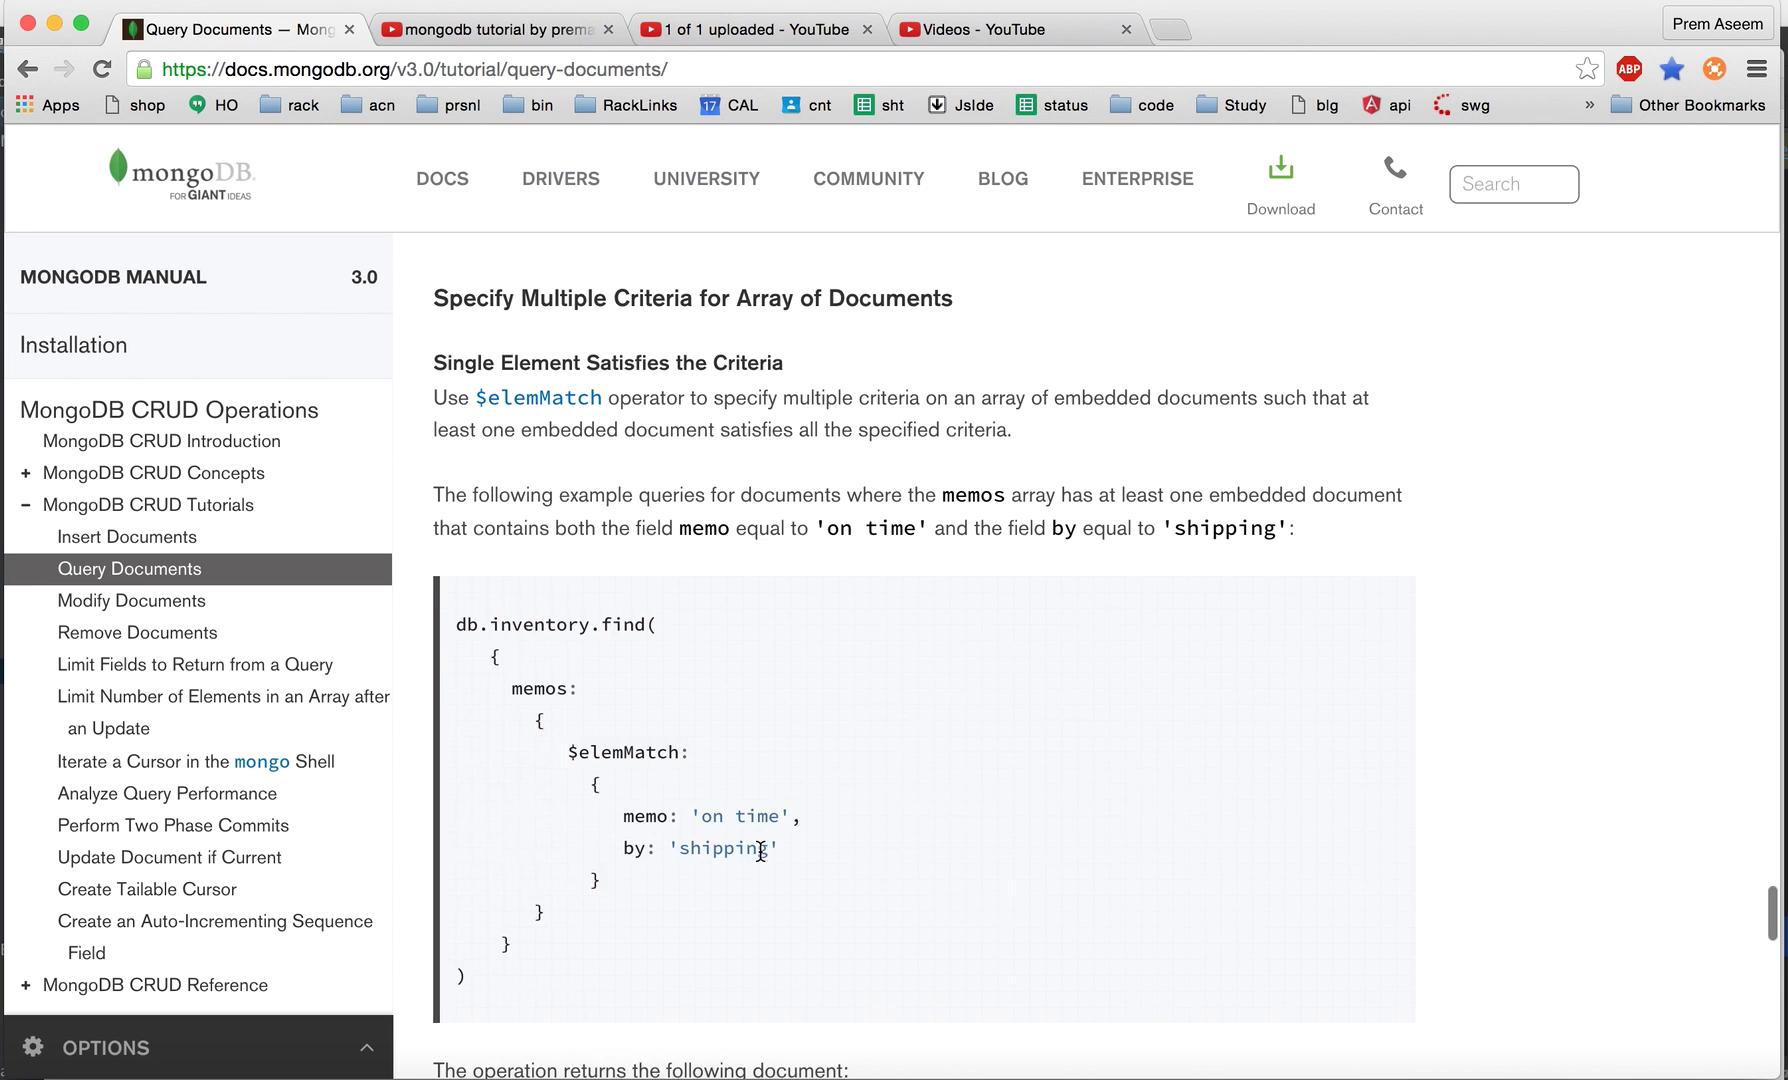 Query Documents — Mong
mongodb tutorial by prema
1 of 1 uploaded - YouTube
Videos - YouTube
Prem Aseem
https://docs.mongodb.org/v3.0/tutorial/query-documents/
ABP
Apps shop HO rack acn prsnl bin RackLinks 17 CAL cnt sht Jslde status code Study blg api swg » Other Bookmarks
mongoDB.
FOR GIANT IDEAS
DOCS DRIVERS UNIVERSITY COMMUNITY BLOG ENTERPRISE
Download
Contact
Search
MONGODB MANUAL 3.0
Installation
MongoDB CRUD Operations
MongoDB CRUD Introduction
+ MongoDB CRUD Concepts
– MongoDB CRUD Tutorials
Insert Documents
Query Documents
Modify Documents
Remove Documents
Limit Fields to Return from a Query
Limit Number of Elements in an Array after
an Update
Iterate a Cursor in the mongo Shell
Analyze Query Performance
Perform Two Phase Commits
Update Document if Current
Create Tailable Cursor
Create an Auto-Incrementing Sequence
Field
+ MongoDB CRUD Reference
OPTIONS
Specify Multiple Criteria for Array of Documents
Single Element Satisfies the Criteria
Use $elemMatch operator to specify multiple criteria on an array of embedded documents such that at
least one embedded document satisfies all the specified criteria.
The following example queries for documents where the memos array has at least one embedded document
that contains both the field memo equal to 'on time' and the field by equal to 'shipping':
db.inventory.find(
{
memos:
{
$elemMatch:
{
memo: 'on time',
by: 'shipping'
}
}
}
)
The operation returns the following document: